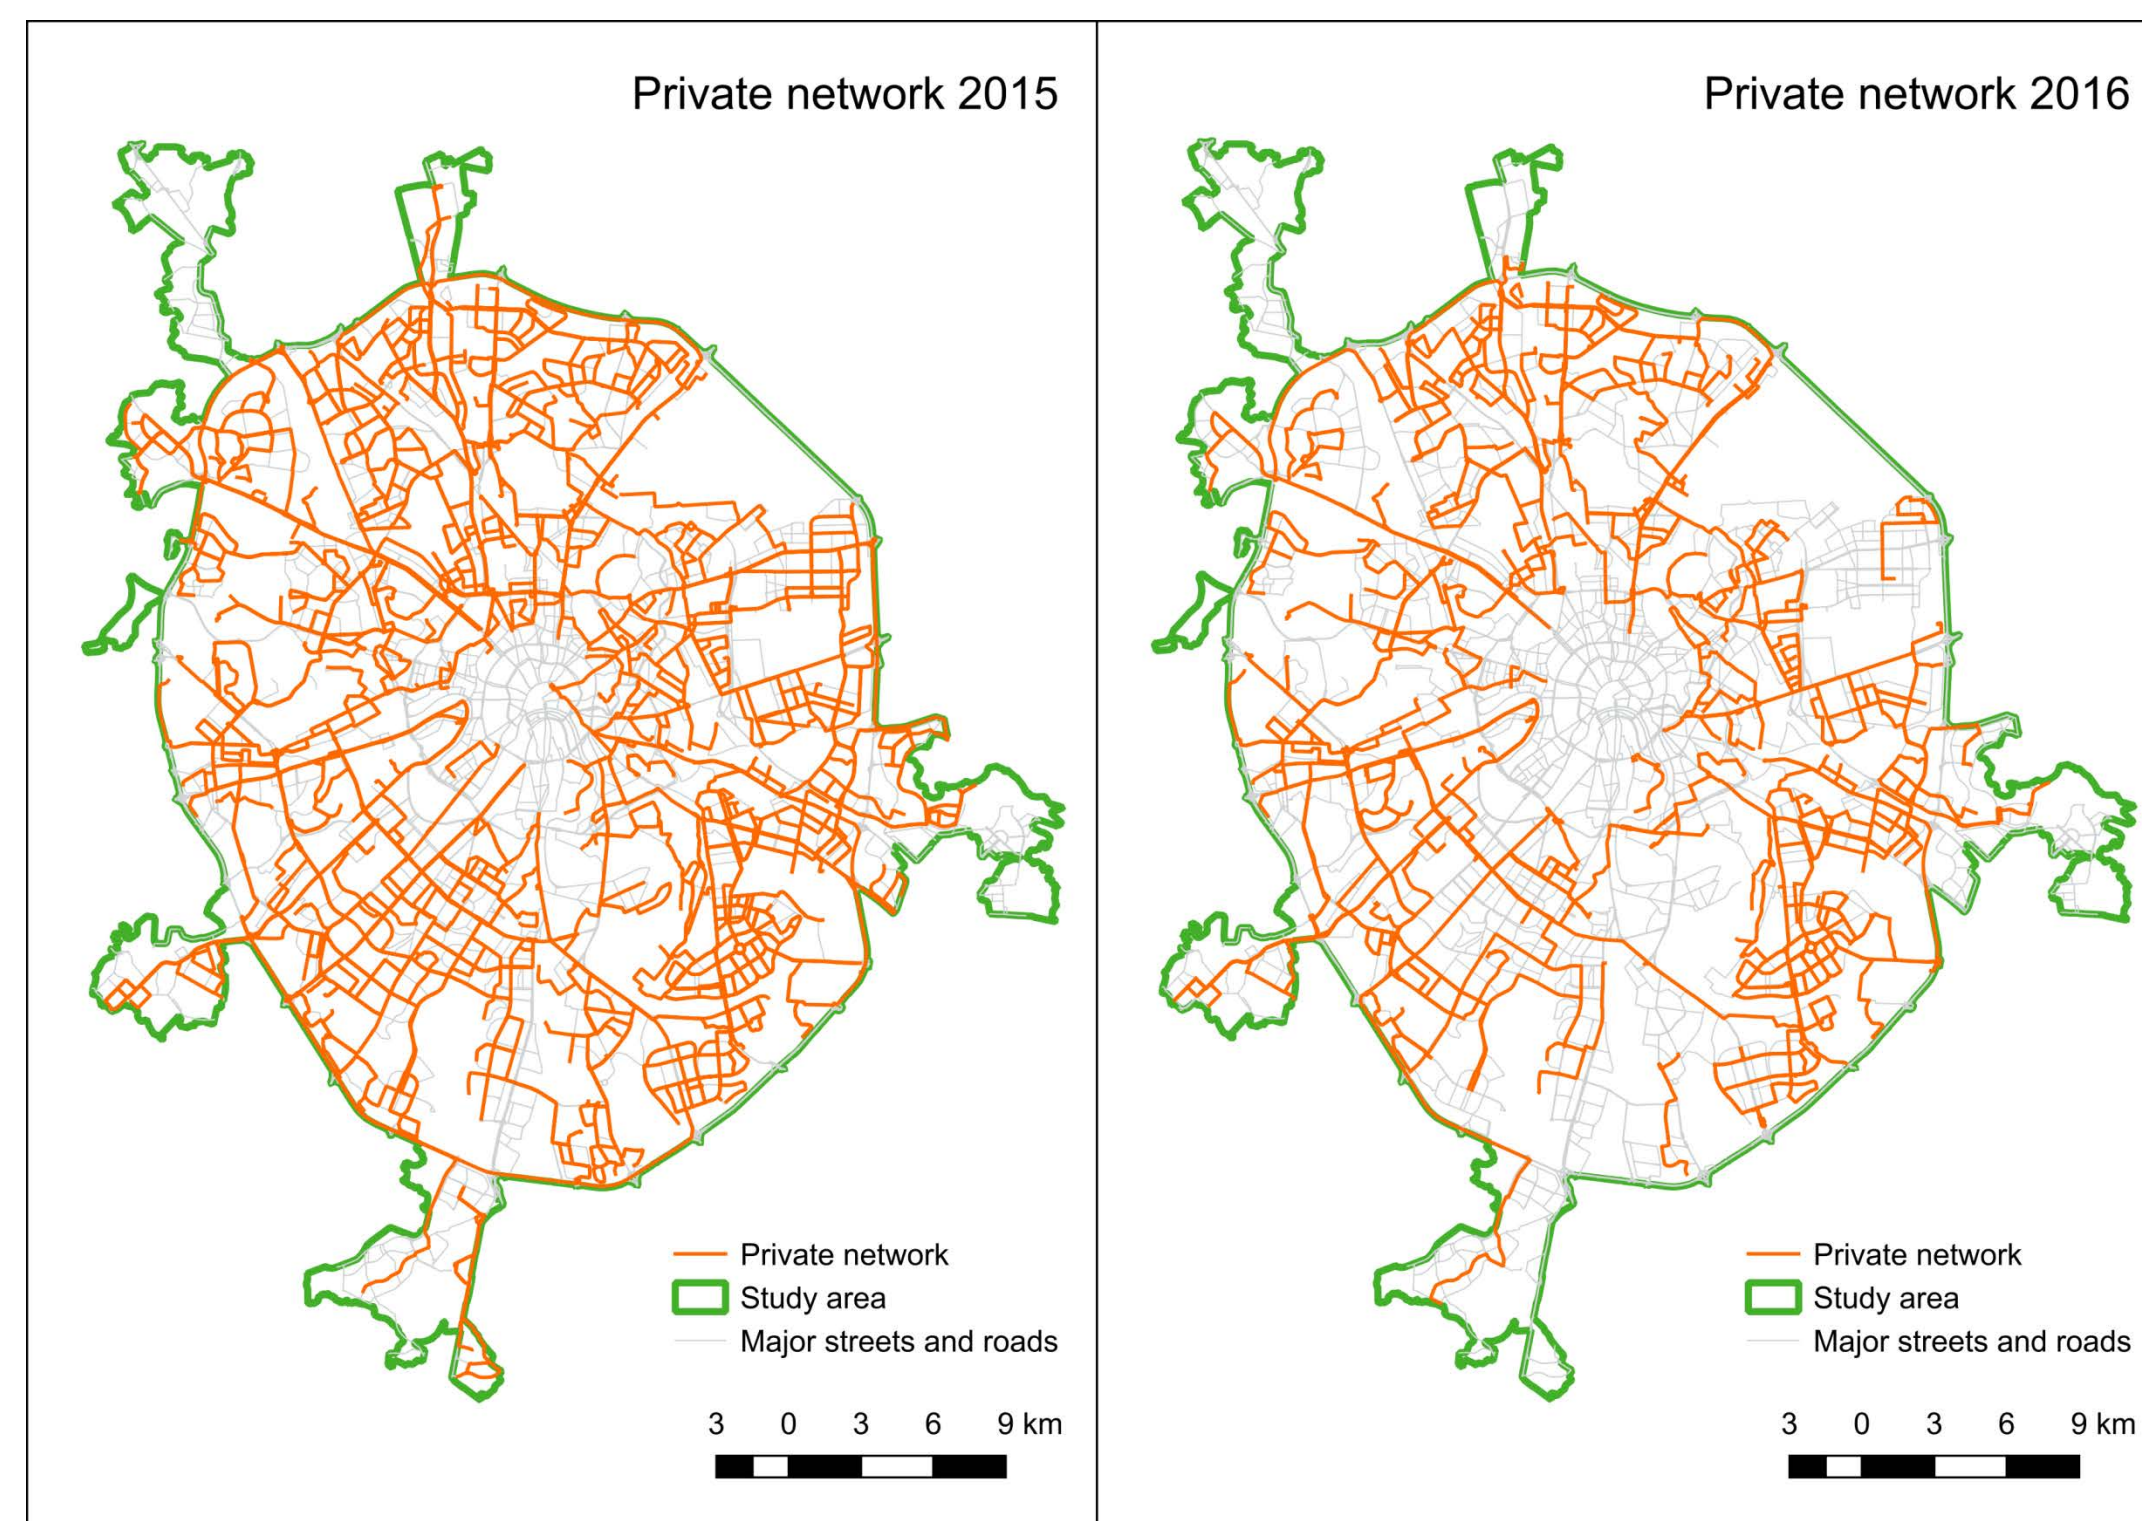 Private network 2015
Private network
Study area
Major streets and roads
3 0 3 6 9 km
Private network 2016
Private network
Study area
Major streets and roads
3 0 3 6 9 km